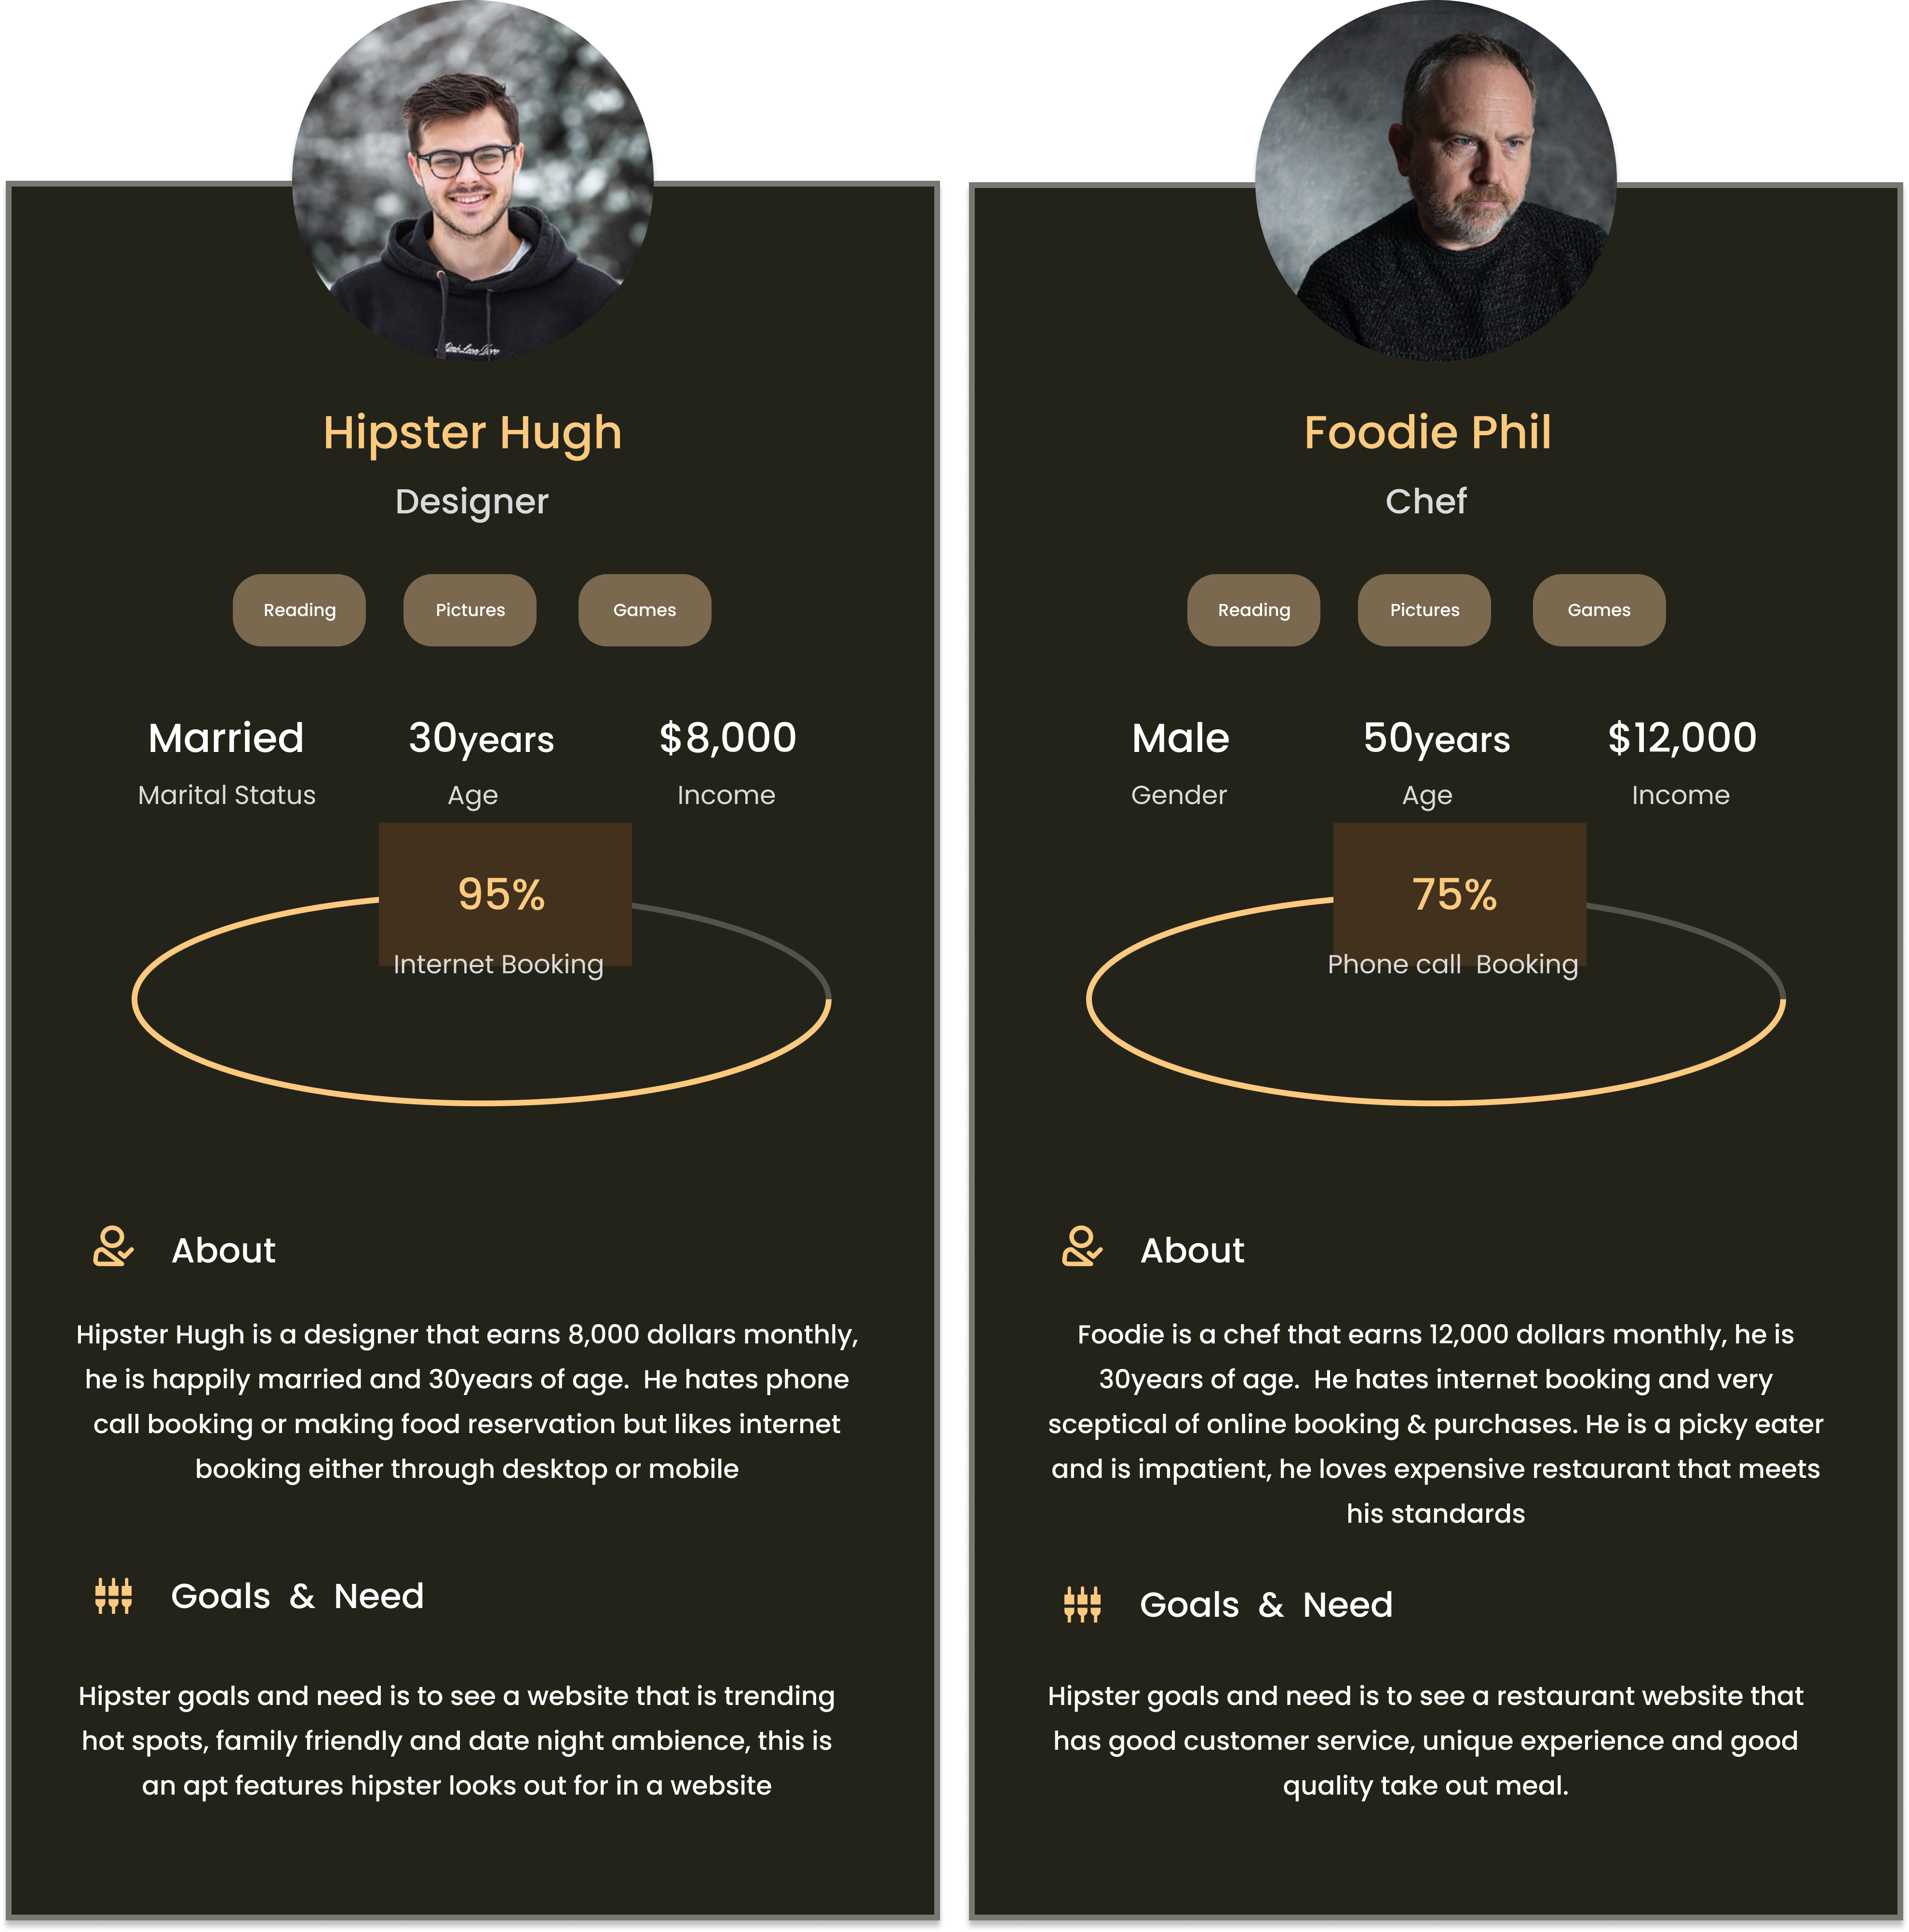 Hipster Hugh
Designer
Reading Pictures Games
Married 30years $8,000
Marital Status Age Income
95%
Internet Booking
About
Hipster Hugh is a designer that earns 8,000 dollars monthly,
he is happily married and 30years of age.  He hates phone
call booking or making food reservation but likes internet
booking either through desktop or mobile
Goals & Need
Hipster goals and need is to see a website that is trending
hot spots, family friendly and date night ambience, this is
an apt features hipster looks out for in a website
Foodie Phil
Chef
Reading Pictures Games
Male 50years $12,000
Gender Age Income
75%
Phone call  Booking
About
Foodie is a chef that earns 12,000 dollars monthly, he is
30years of age.  He hates internet booking and very
sceptical of online booking & purchases. He is a picky eater
and is impatient, he loves expensive restaurant that meets
his standards
Goals & Need
Hipster goals and need is to see a restaurant website that
has good customer service, unique experience and good
quality take out meal.